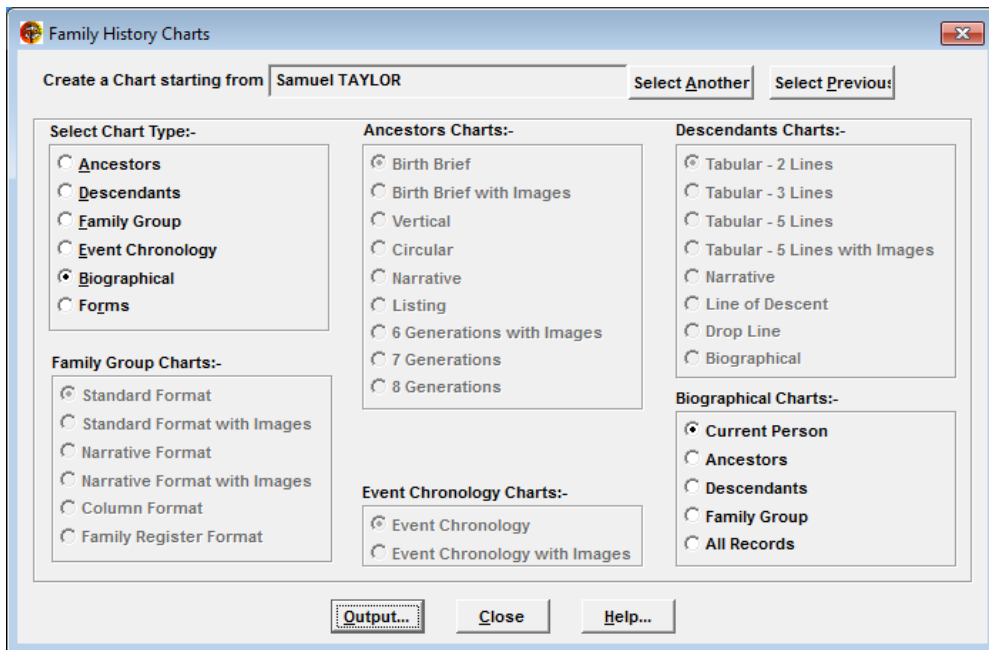 Family History Charts
Create a Chart starting from Samuel TAYLOR Select Another Select Previou
Select Chart Type:-
Ancestors
Descendants
Family Group
Event Chronology
Biographical
Forms
Family Group Charts:-
Standard Format
Standard Format with Images
Narrative Format
Narrative Format with Images
Column Format
Family Register Format
Ancestors Charts:-
Birth Brief
Birth Brief with Images
Vertical
Circular
Narrative
Listing
6 Generations with Images
7 Generations
8 Generations
Event Chronology Charts:-
Event Chronology
Event Chronology with Images
Descendants Charts:-
Tabular - 2 Lines
Tabular - 3 Lines
Tabular - 5 Lines
Tabular - 5 Lines with Images
Narrative
Line of Descent
Drop Line
Biographical
Biographical Charts:-
Current Person
Ancestors
Descendants
Family Group
All Records
Output... Close Help...